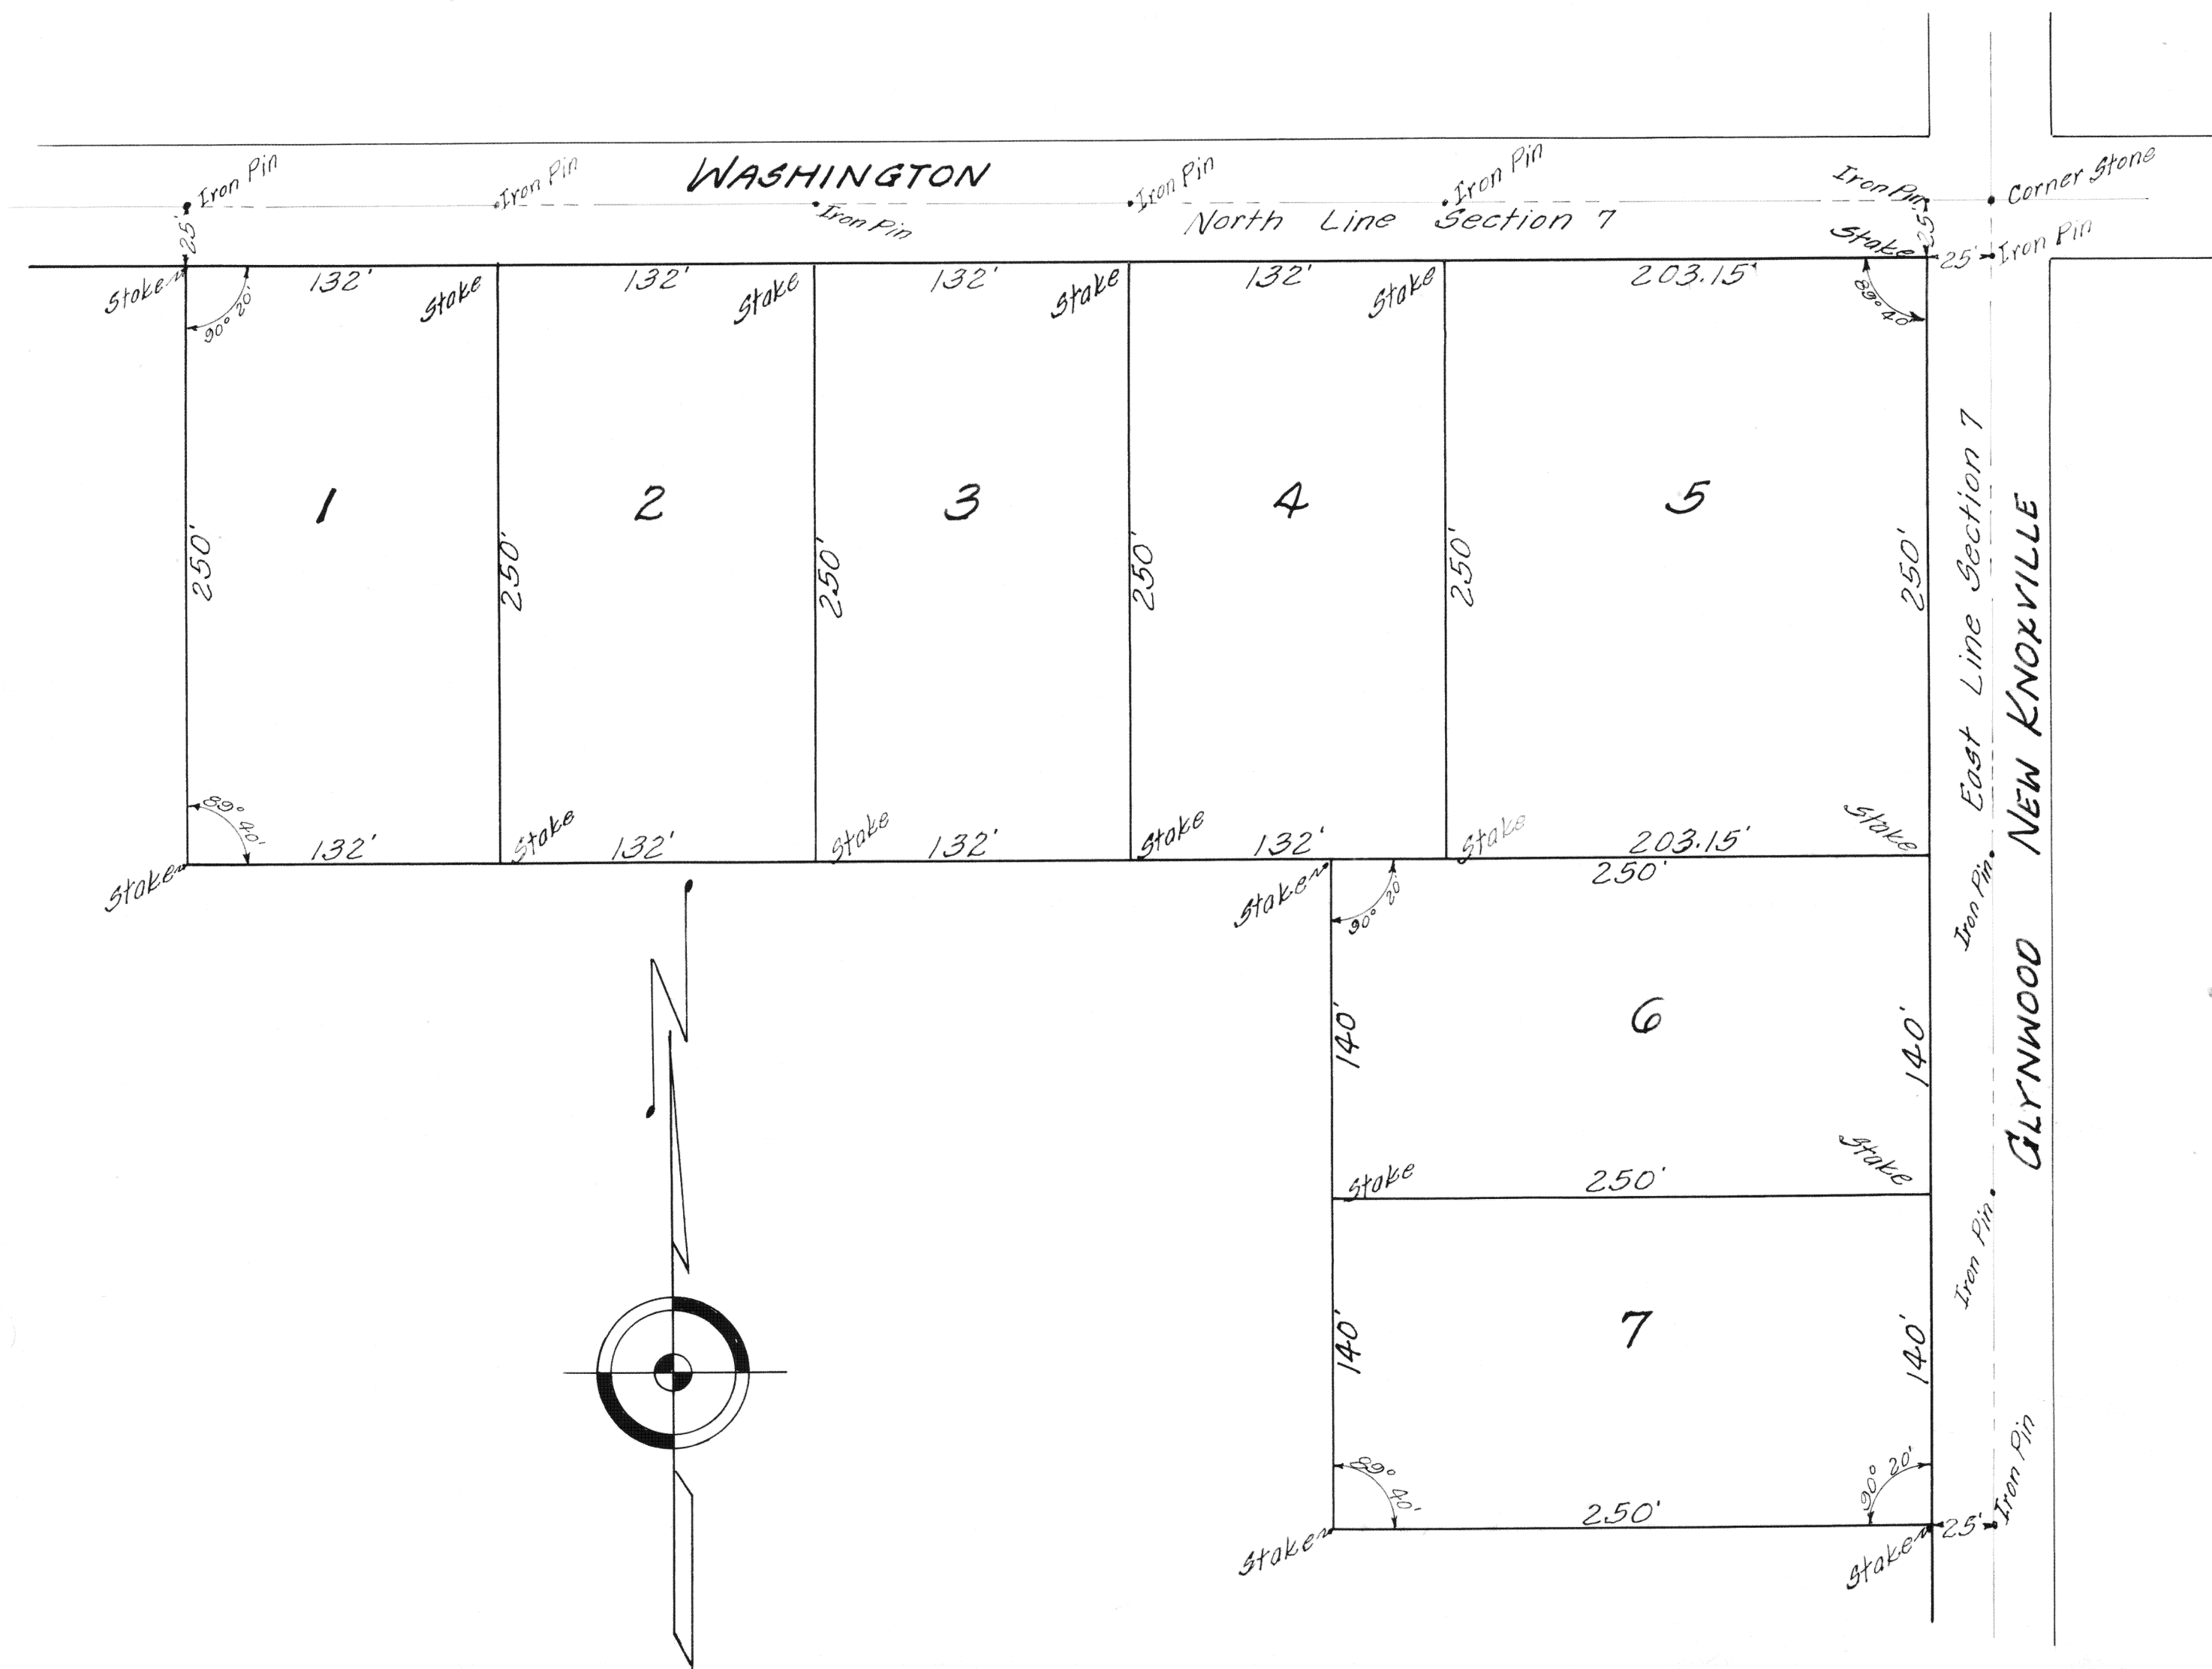 WASHINGTON
Iron Pin
Iron Pin
Iron Pin
Iron Pin
Iron Pin
Iron Pin
Corner Stone
North Line Section 7
25'
25'
Stake
25'
Iron Pin
Stake
132'
Stake
132'
Stake
132'
Stake
132'
Stake
203.15'
90° 20'
89° 40'
1
2
3
4
5
250'
250'
250'
250'
250'
250'
East Line Section 7
NEW KNOXVILLE
GLYNWOOD
89° 40'
132'
Stake
132'
Stake
132'
Stake
132'
Stake
203.15'
Stake
Stake
Stake
250'
90° 20'
Iron Pin
140'
6
140'
Stake
250'
Stake
Iron Pin
140'
7
140'
89° 40'
90° 20'
Iron Pin
Stake
250'
Stake
25'
N